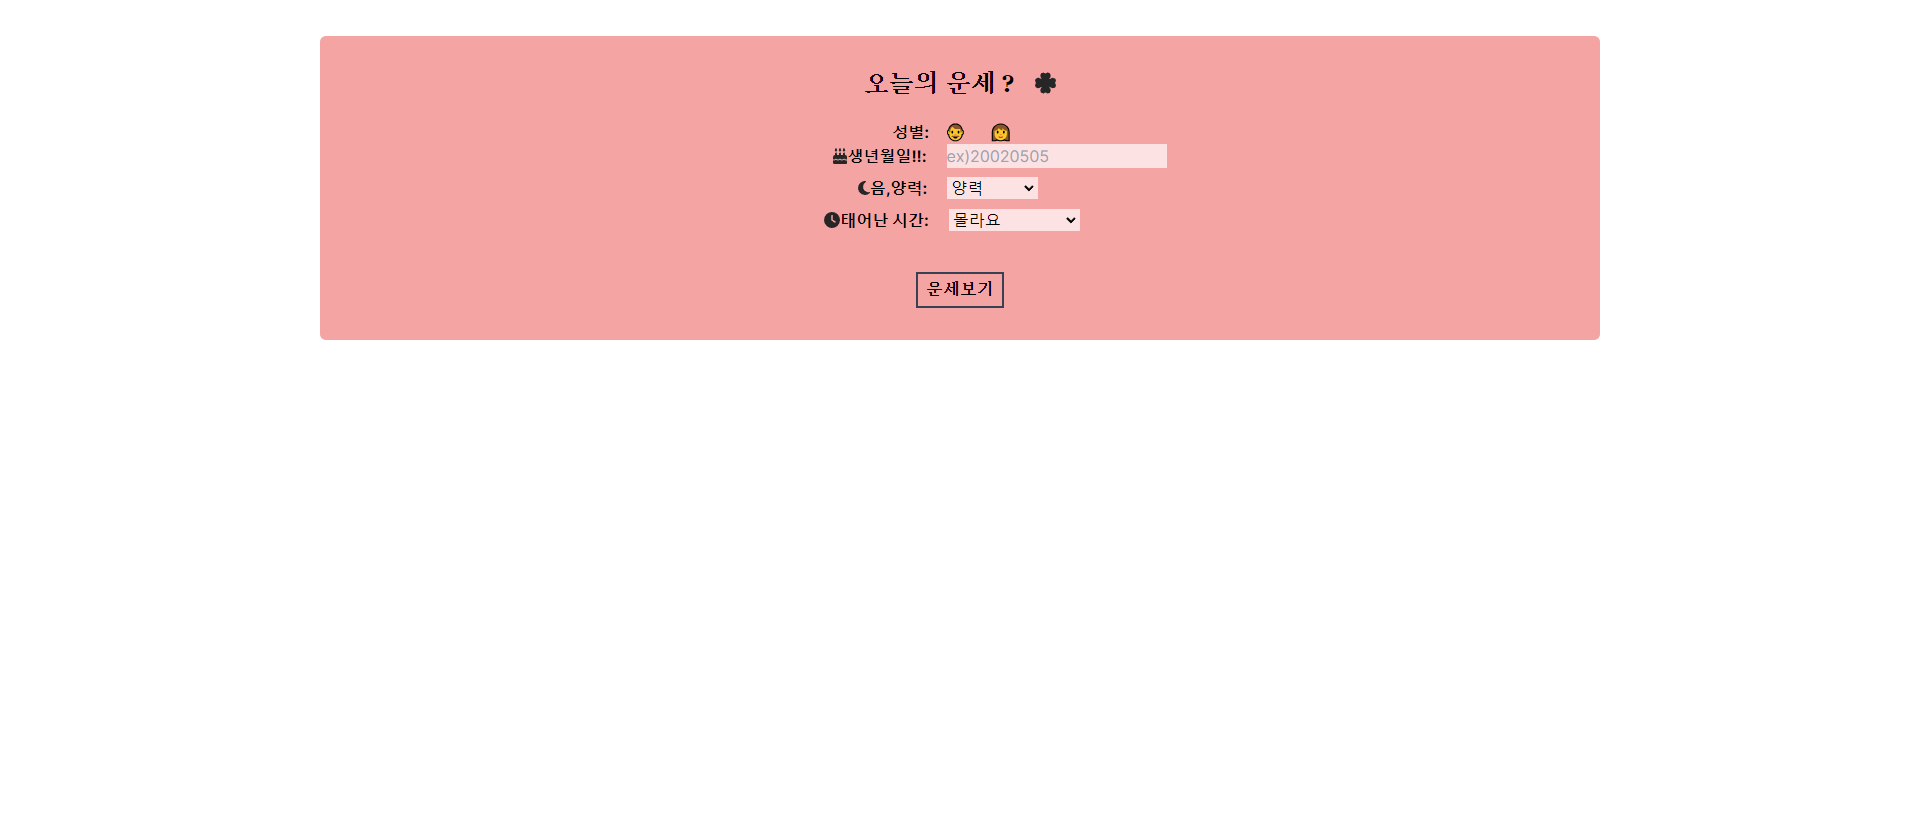 오늘의 운세 ? 🍀
성별: 👨 👩
생년월일!!: ex)20020505
음,양력: 양력
태어난 시간: 몰라요
운세보기